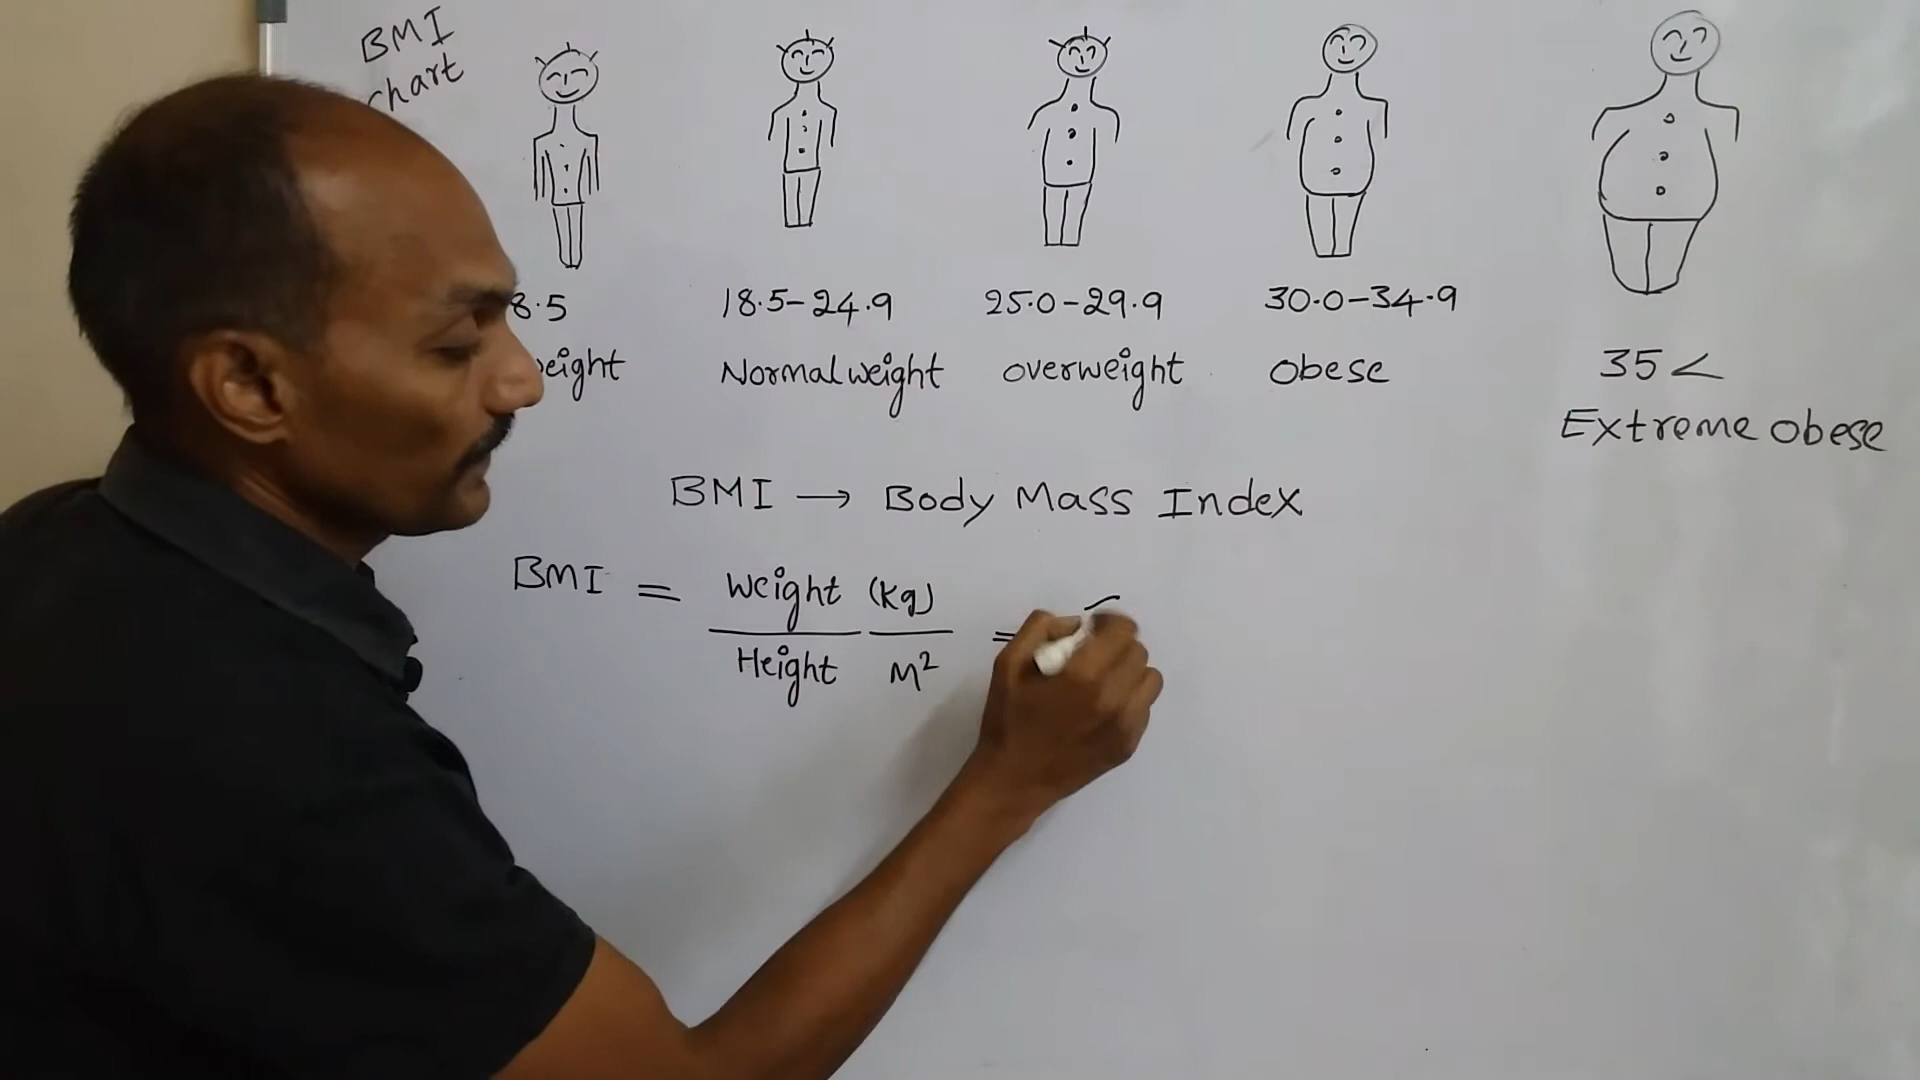 BMI
chart
8.5 18.5-24.9 25.0-29.9 30.0-34.9
eight Normal weight overweight Obese 35<
Extreme obese
BMI → Body Mass Index
BMI = Weight (kg) =
Height M²